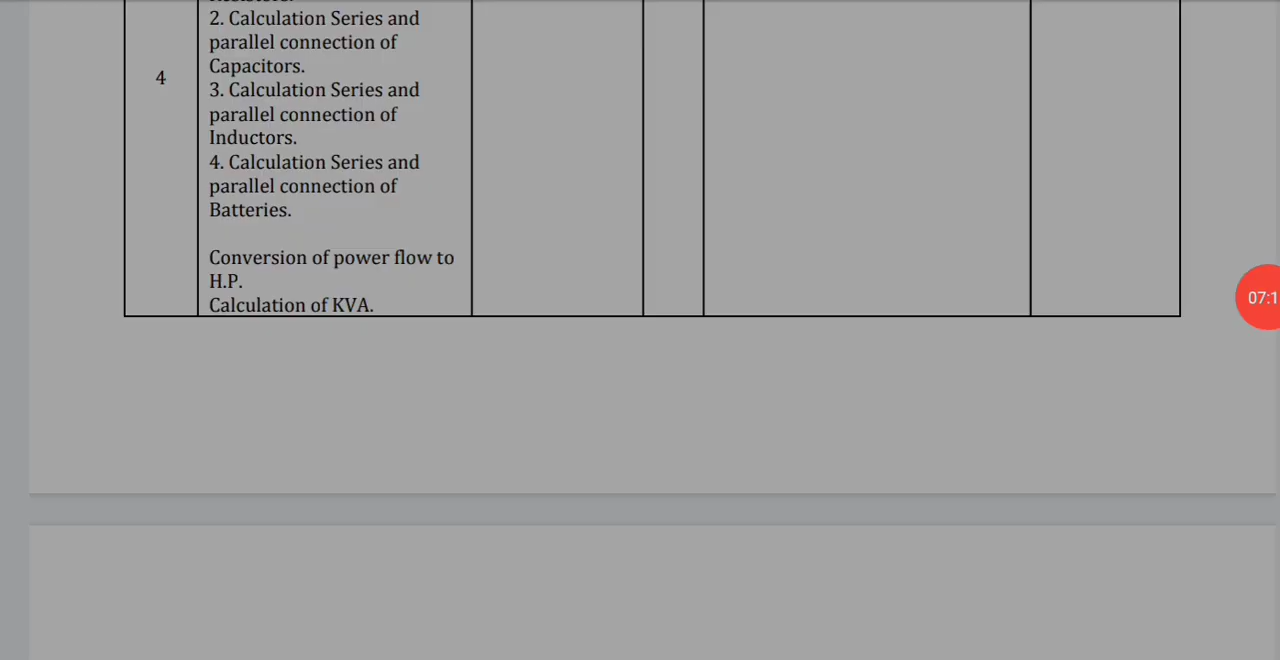 2. Calculation Series and
parallel connection of
Capacitors.
4
3. Calculation Series and
parallel connection of
Inductors.
4. Calculation Series and
parallel connection of
Batteries.
Conversion of power flow to
H.P.
Calculation of KVA.
07:1